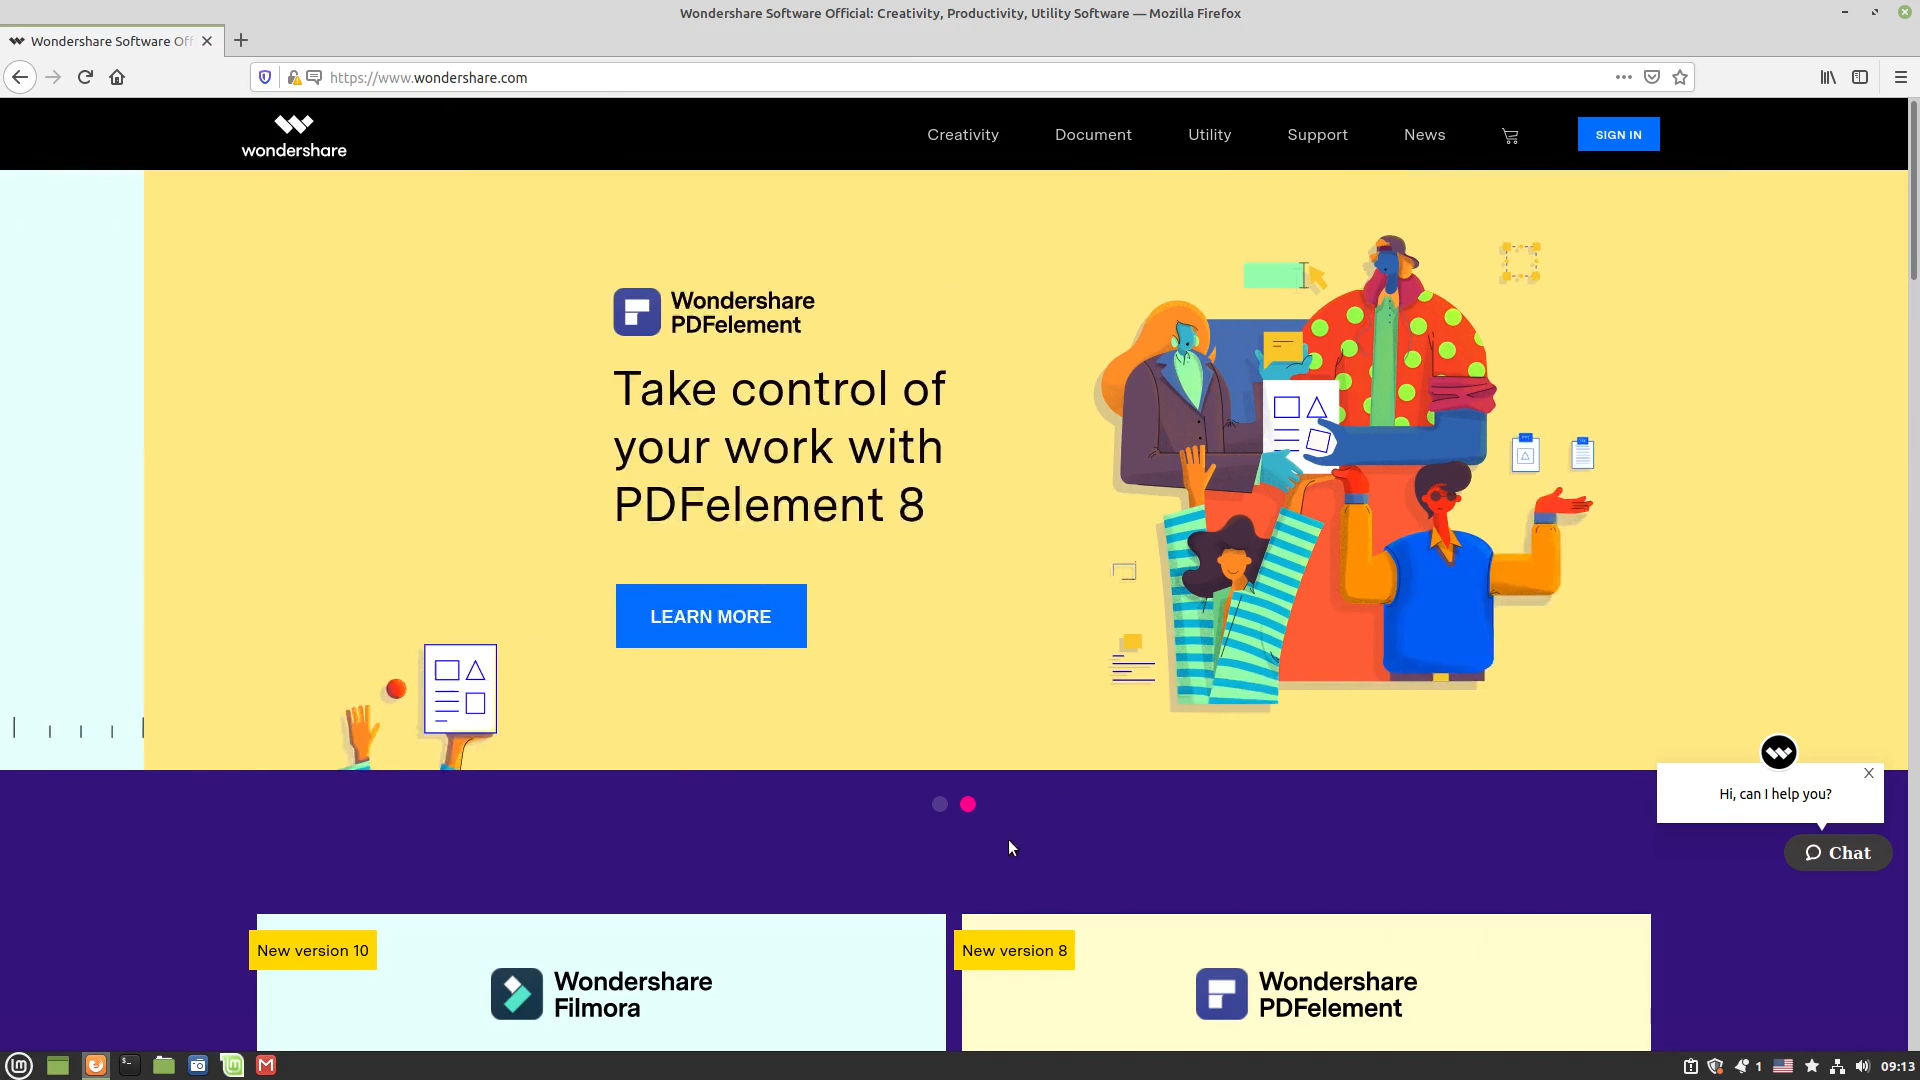 Wondershare Software Official: Creativity, Productivity, Utility Software — Mozilla Firefox
Wondershare Software Off
https://www.wondershare.com
wondershare
Creativity
Document
Utility
Support
News
SIGN IN
Wondershare
PDFelement
Take control of
your work with
PDFelement 8
LEARN MORE
Hi, can I help you?
Chat
New version 10
Wondershare
Filmora
New version 8
Wondershare
PDFelement
1
09:13